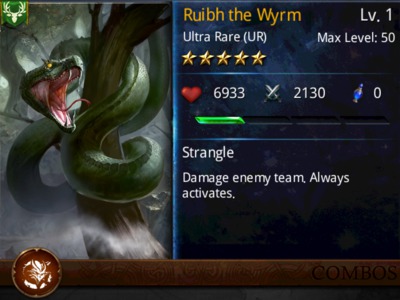 Ruibh the Wyrm Lv. 1
Ultra Rare (UR) Max Level: 50
6933 2130 0
Strangle
Damage enemy team. Always
activates.
COMBOS